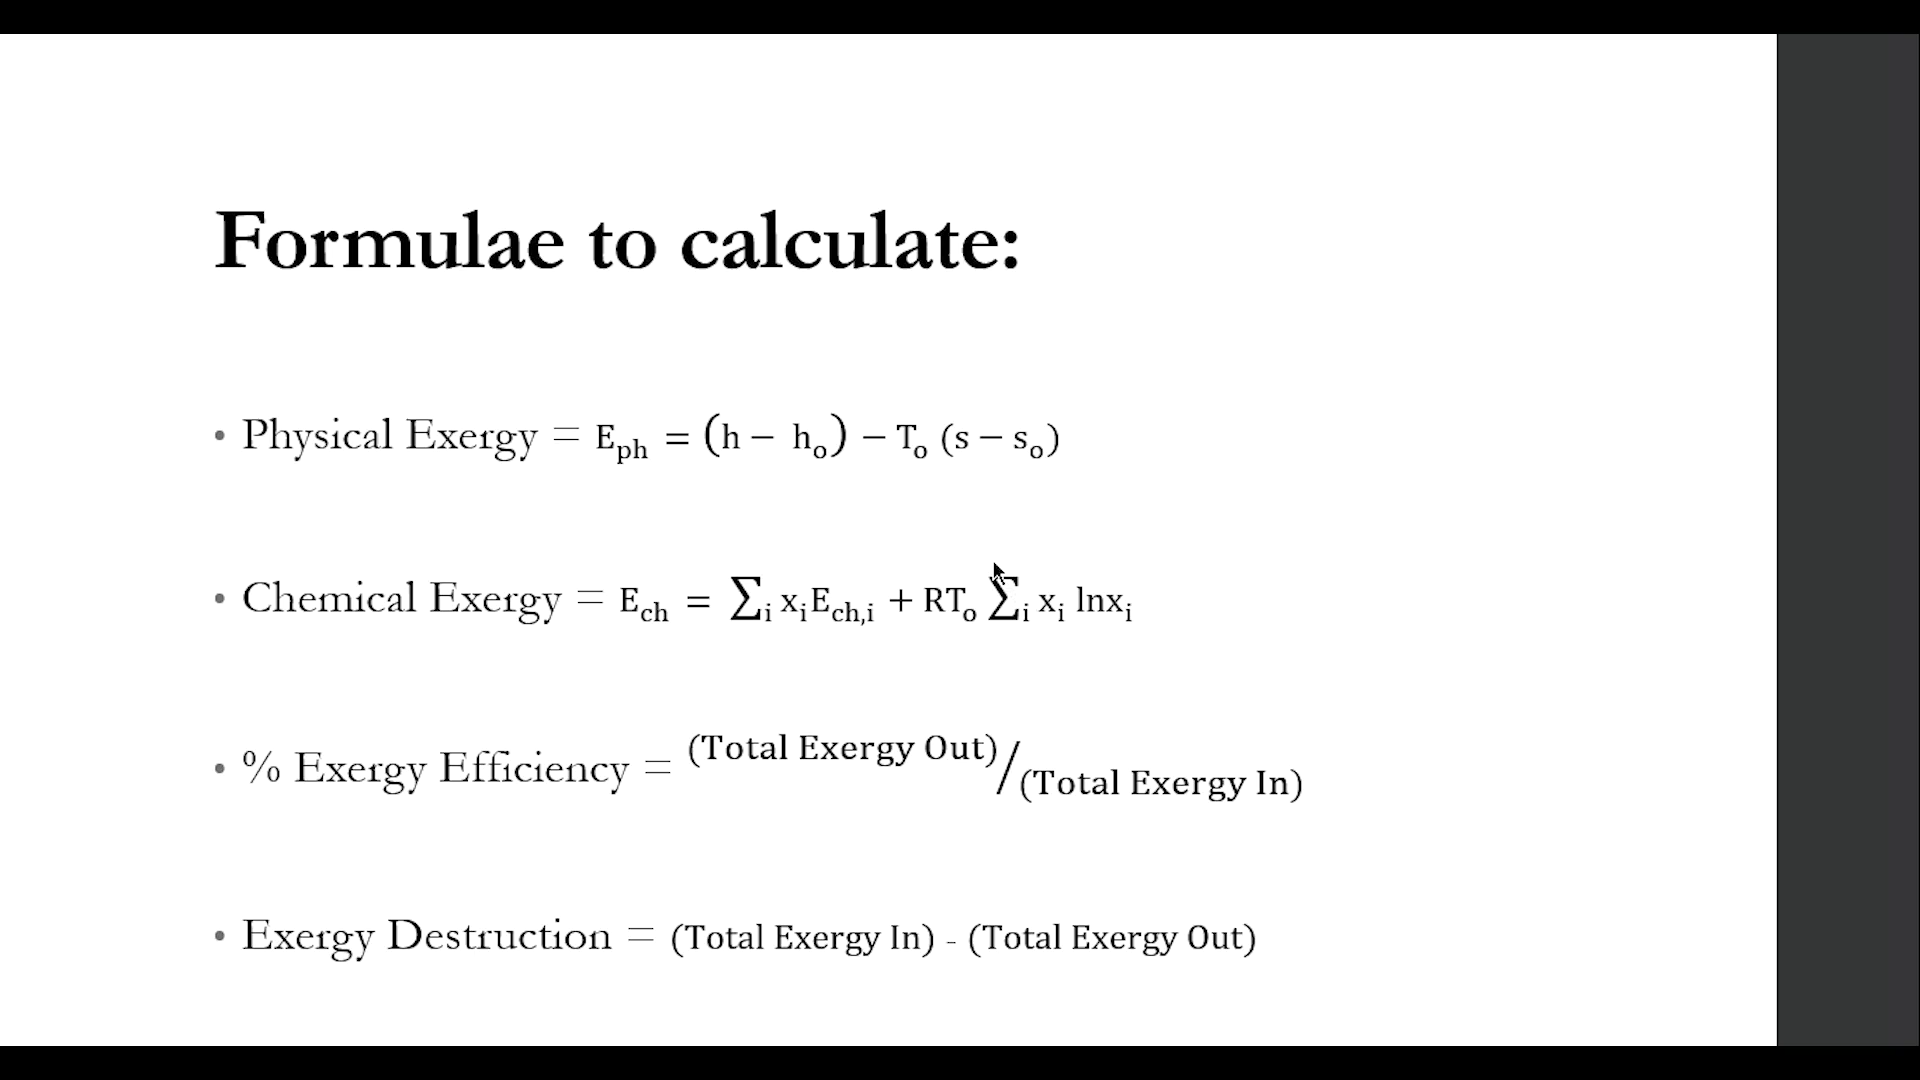 Formulae to calculate:
• Physical Exergy = E_ph = (h − h_o) − T_o (s − s_o)
• Chemical Exergy = E_ch = ∑_i x_i E_ch,i + RT_o ∑_i x_i lnx_i
• % Exergy Efficiency = (Total Exergy Out)/(Total Exergy In)
• Exergy Destruction = (Total Exergy In) - (Total Exergy Out)